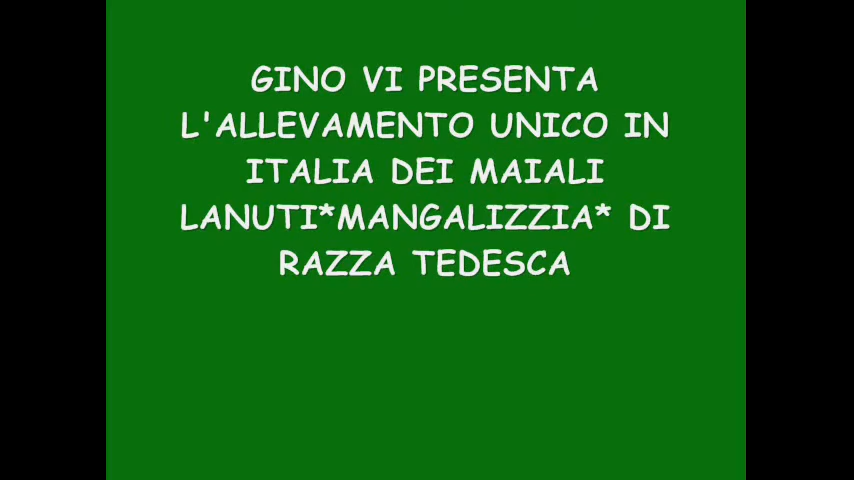 GINO VI PRESENTA
L'ALLEVAMENTO UNICO IN
ITALIA DEI MAIALI
LANUTI*MANGALIZZIA* DI
RAZZA TEDESCA